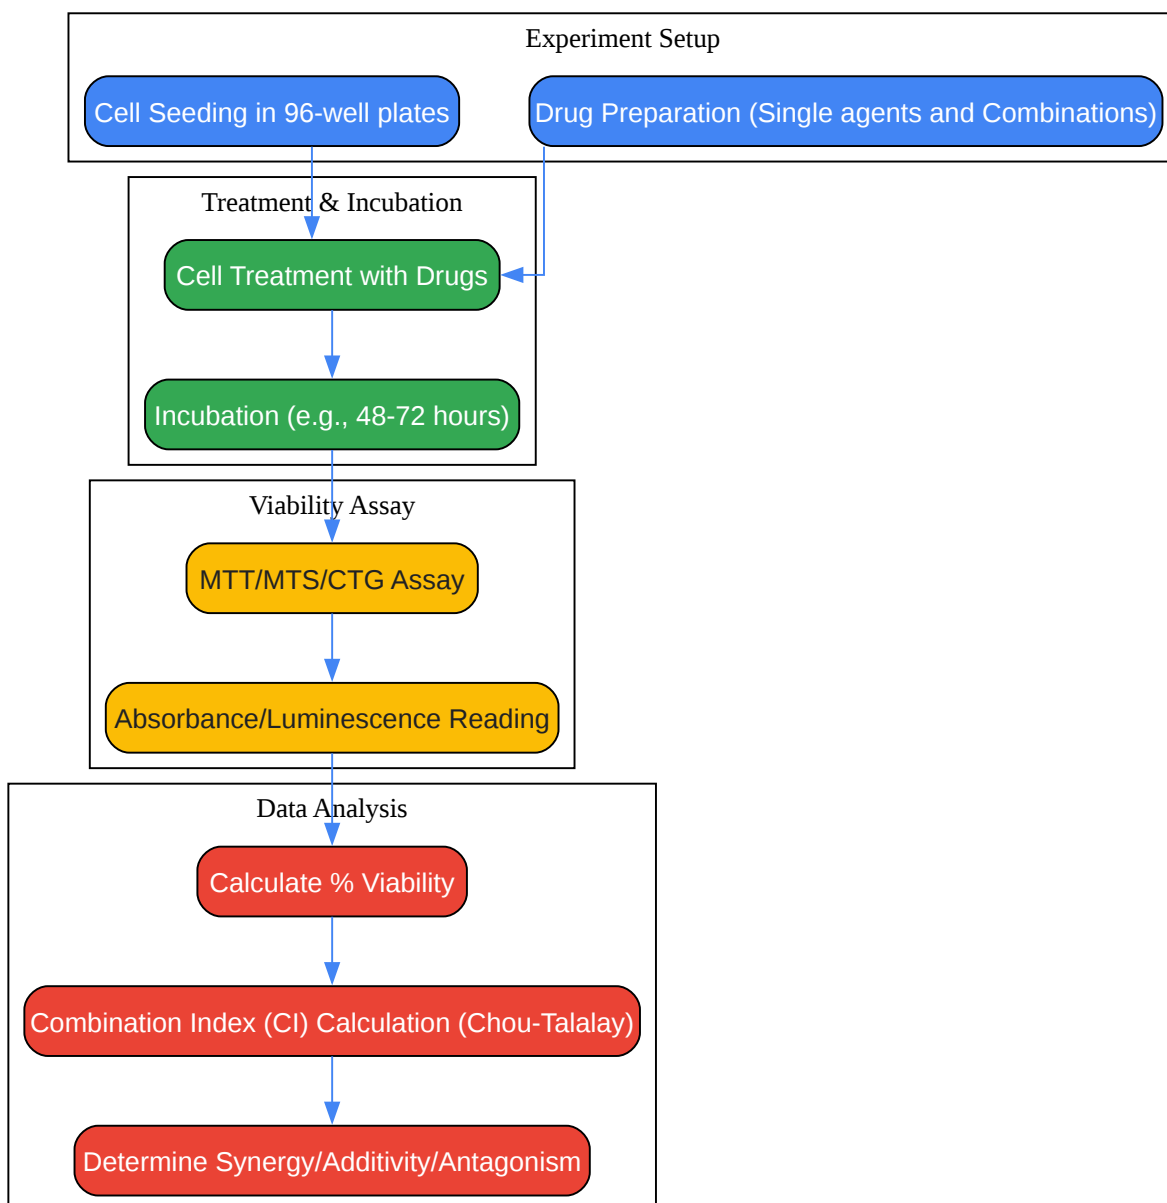 Experiment Setup
Cell Seeding in 96-well plates
Drug Preparation (Single agents and Combinations)
Treatment & Incubation
Cell Treatment with Drugs
Incubation (e.g., 48-72 hours)
Viability Assay
MTT/MTS/CTG Assay
Absorbance/Luminescence Reading
Data Analysis
Calculate % Viability
Combination Index (CI) Calculation (Chou-Talalay)
Determine Synergy/Additivity/Antagonism